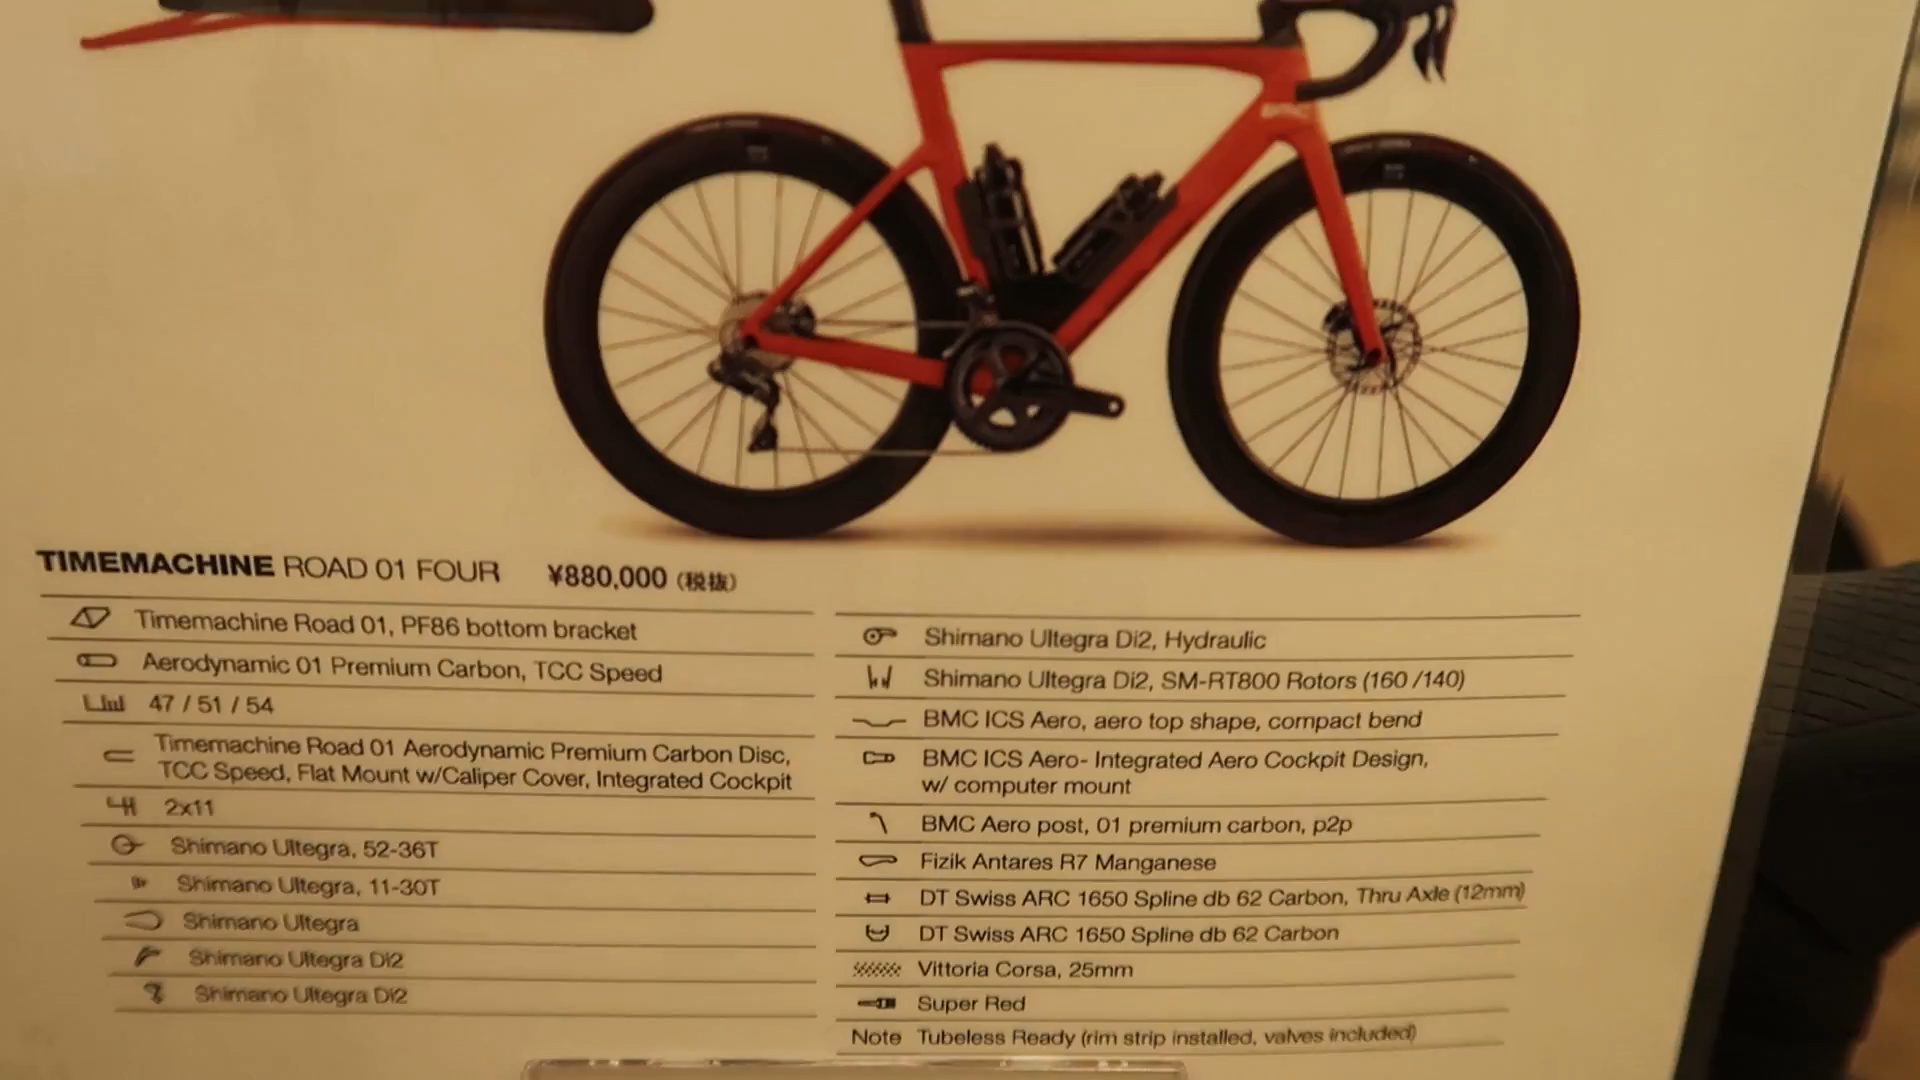 BMC
TIMEMACHINE ROAD 01 FOUR ¥880,000 (税抜)
Timemachine Road 01, PF86 bottom bracket
Aerodynamic 01 Premium Carbon, TCC Speed
47 / 51 / 54
Timemachine Road 01 Aerodynamic Premium Carbon Disc,
TCC Speed, Flat Mount w/Caliper Cover, Integrated Cockpit
2x11
Shimano Ultegra, 52-36T
Shimano Ultegra, 11-30T
Shimano Ultegra
Shimano Ultegra Di2
Shimano Ultegra Di2
Shimano Ultegra Di2, Hydraulic
Shimano Ultegra Di2, SM-RT800 Rotors (160 /140)
BMC ICS Aero, aero top shape, compact bend
BMC ICS Aero- Integrated Aero Cockpit Design,
w/ computer mount
BMC Aero post, 01 premium carbon, p2p
Fizik Antares R7 Manganese
DT Swiss ARC 1650 Spline db 62 Carbon, Thru Axle (12mm)
DT Swiss ARC 1650 Spline db 62 Carbon
Vittoria Corsa, 25mm
Super Red
Note Tubeless Ready (rim strip installed, valves included)